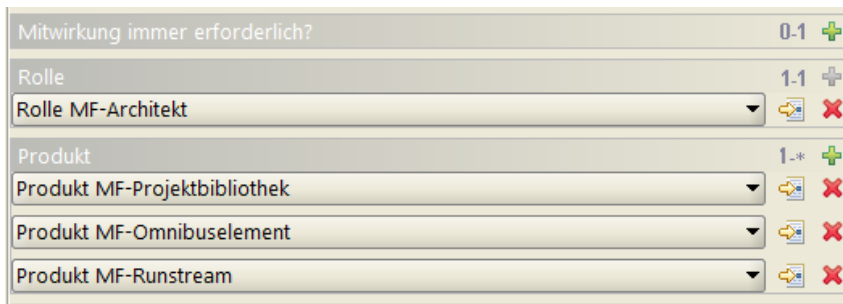 Mitwirkung immer erforderlich? 0-1
Rolle 1-1
Rolle MF-Architekt
Produkt 1-*
Produkt MF-Projektbibliothek
Produkt MF-Omnibuselement
Produkt MF-Runstream